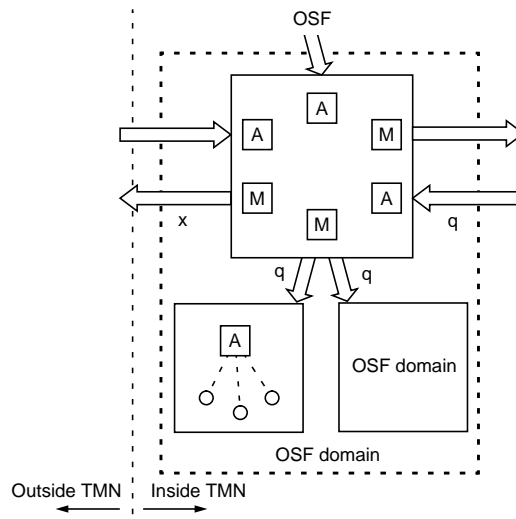 OSF
A
A
M
M
A
M
x
q
q
q
A
OSF domain
OSF domain
Outside TMN
Inside TMN